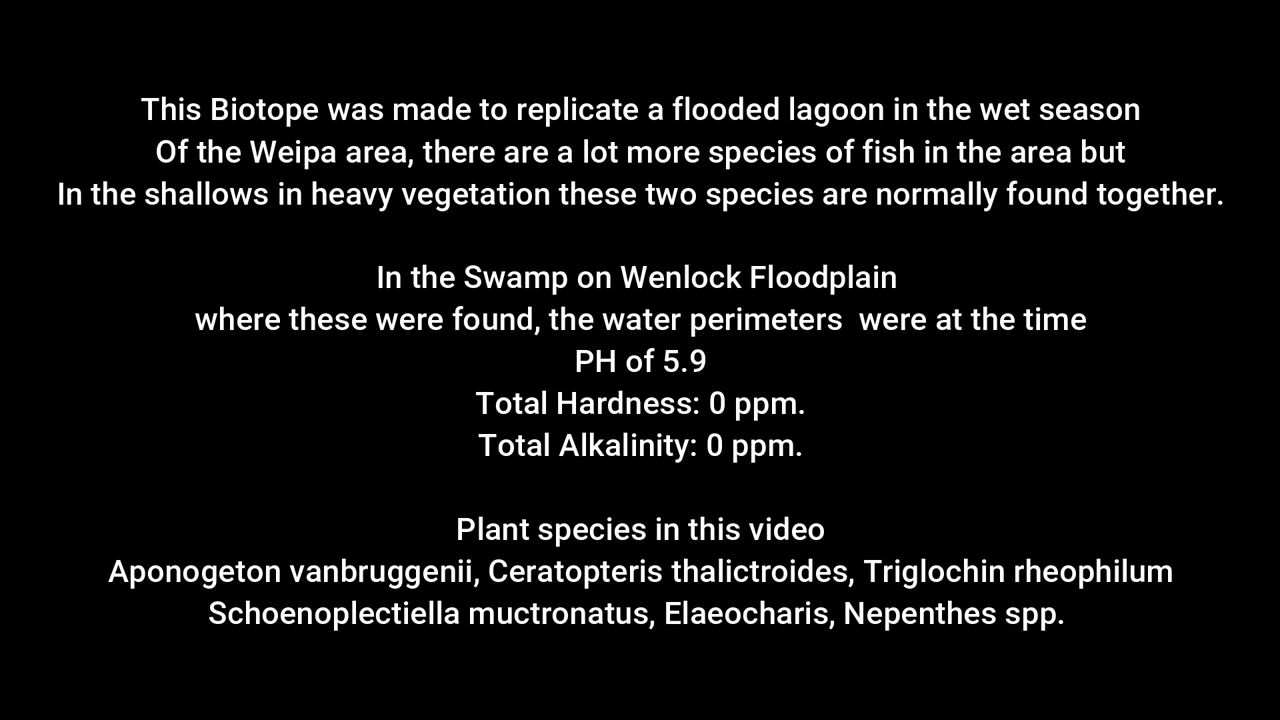 This Biotope was made to replicate a flooded lagoon in the wet season
Of the Weipa area, there are a lot more species of fish in the area but
In the shallows in heavy vegetation these two species are normally found together.
In the Swamp on Wenlock Floodplain
where these were found, the water perimeters  were at the time
PH of 5.9
Total Hardness: 0 ppm.
Total Alkalinity: 0 ppm.
Plant species in this video
Aponogeton vanbruggenii, Ceratopteris thalictroides, Triglochin rheophilum
Schoenoplectiella muctronatus, Elaeocharis, Nepenthes spp.